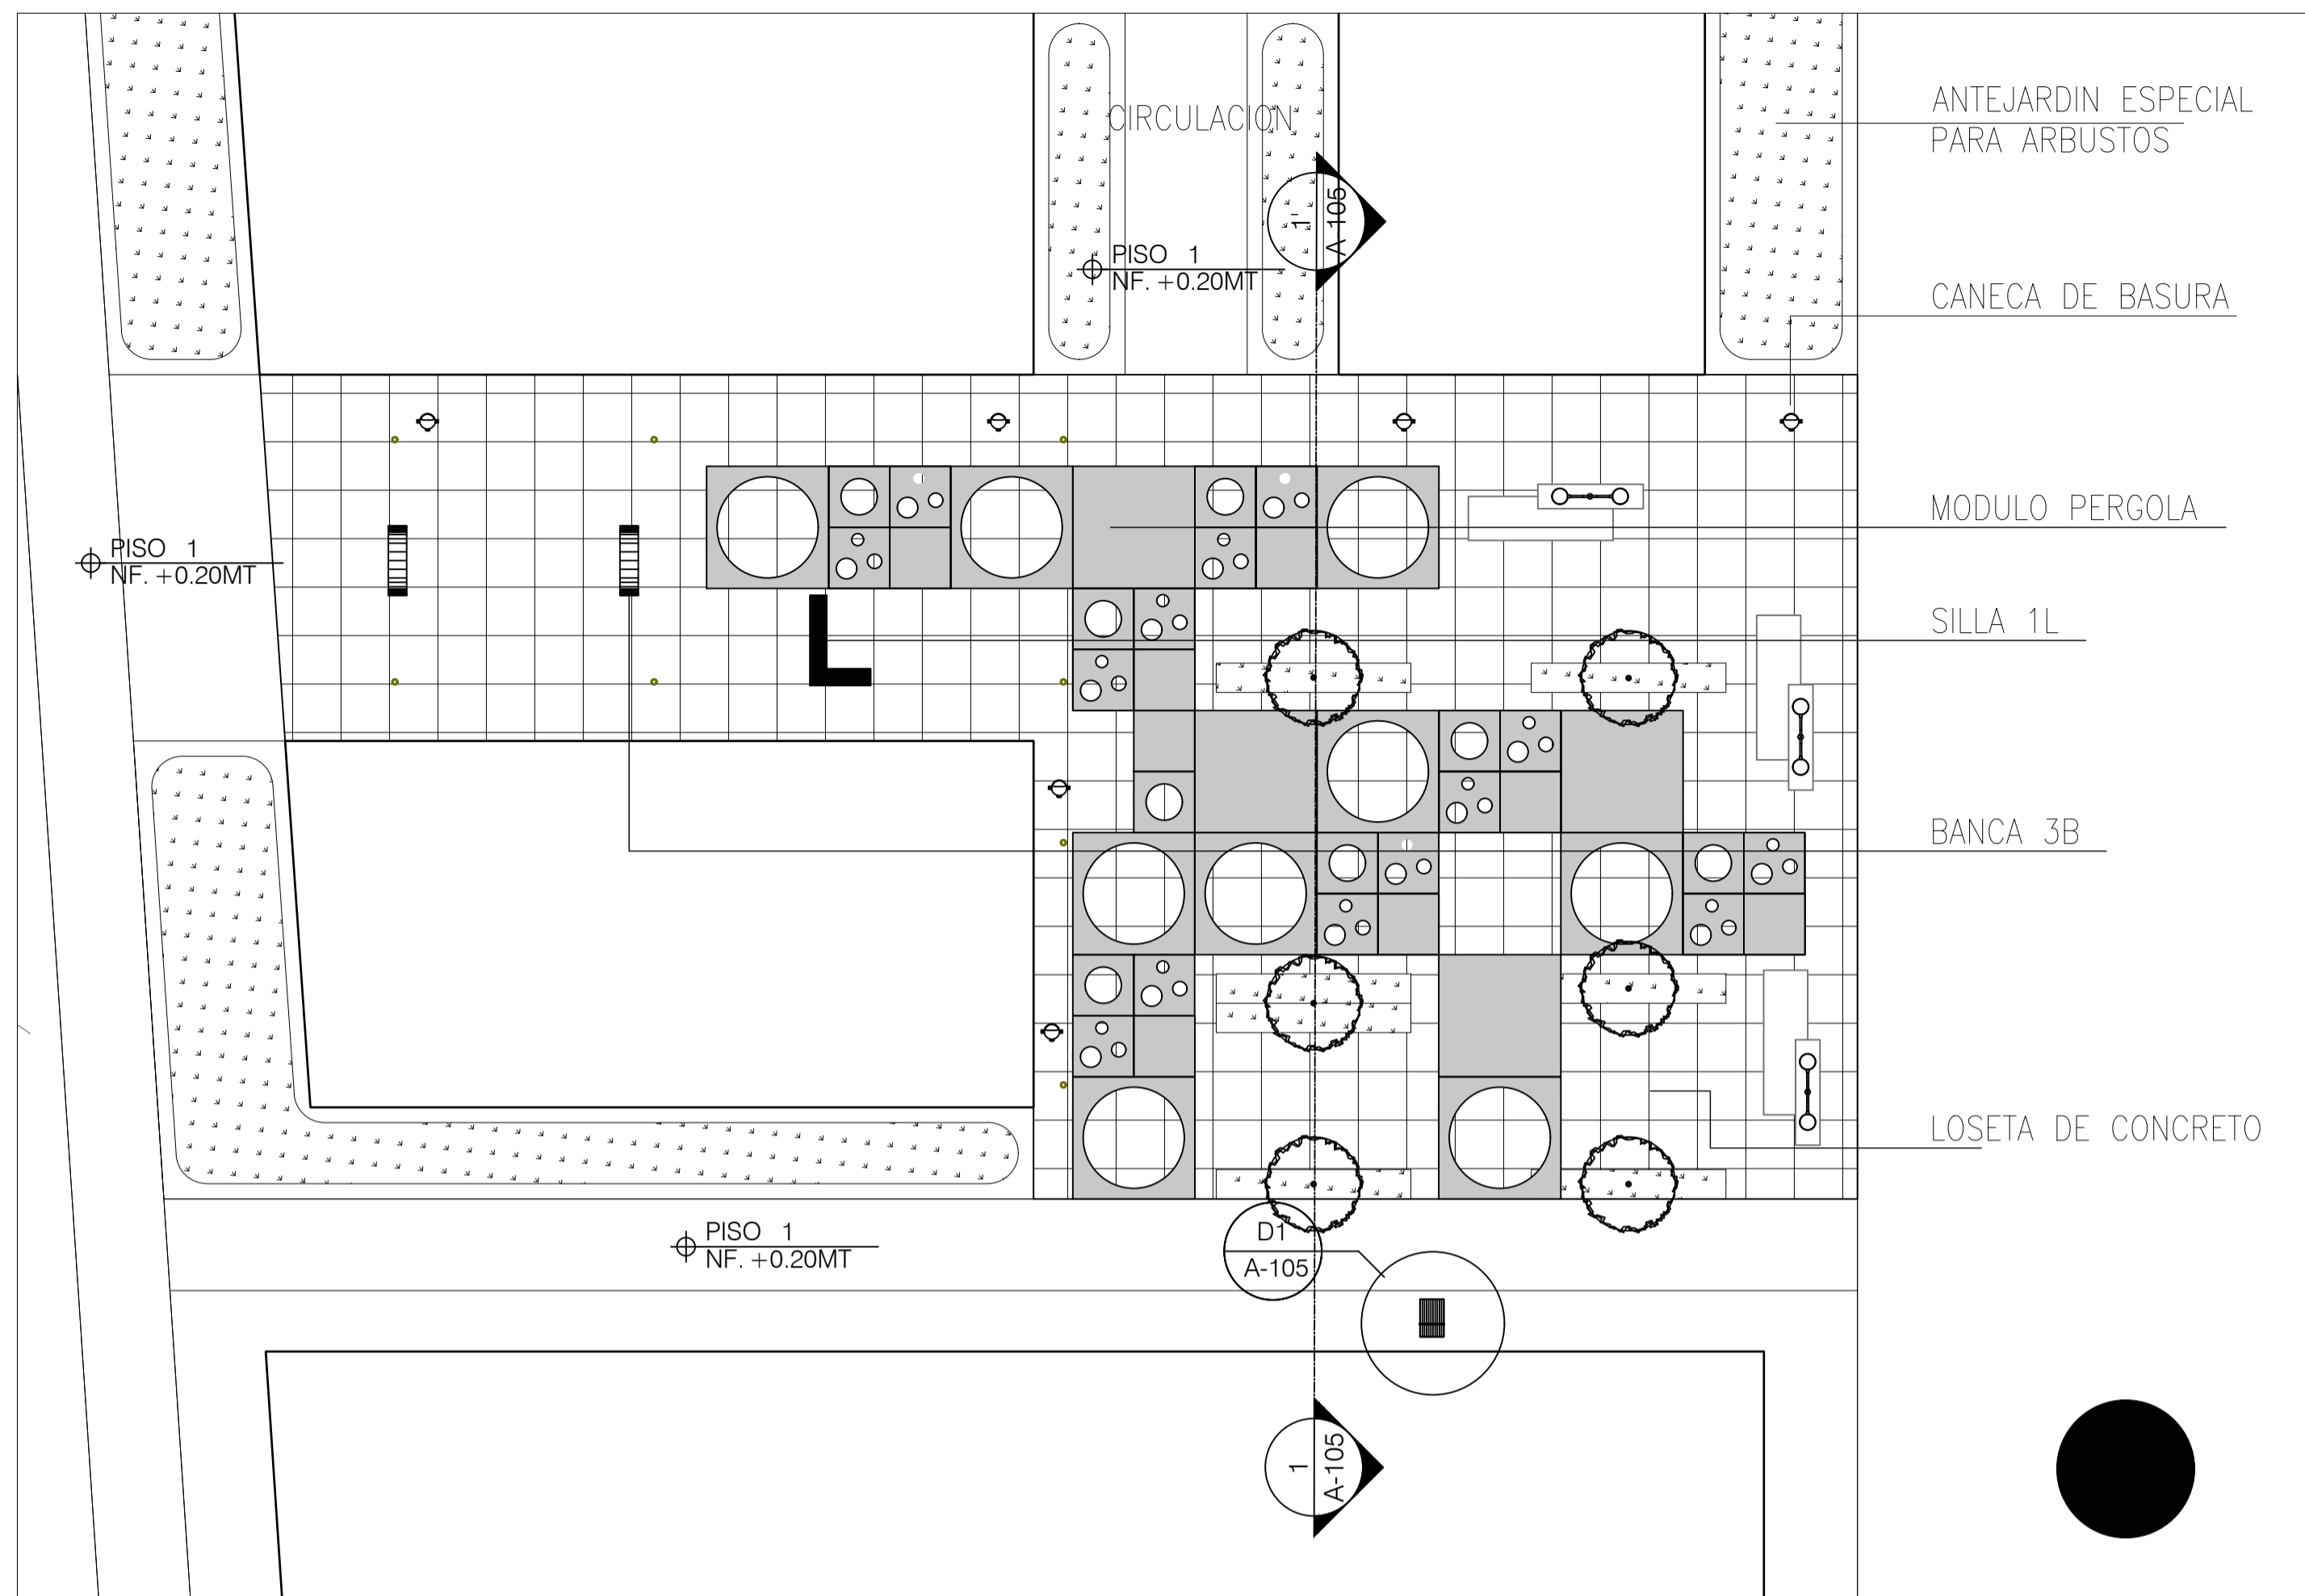 ANTEJARDIN ESPECIAL
PARA ARBUSTOS
CIRCULACION
1'
A-105
PISO 1
NF. +0.20MT
CANECA DE BASURA
MODULO PERGOLA
PISO 1
NF. +0.20MT
SILLA 1L
BANCA 3B
LOSETA DE CONCRETO
PISO 1
NF. +0.20MT
D1
A-105
1
A-105